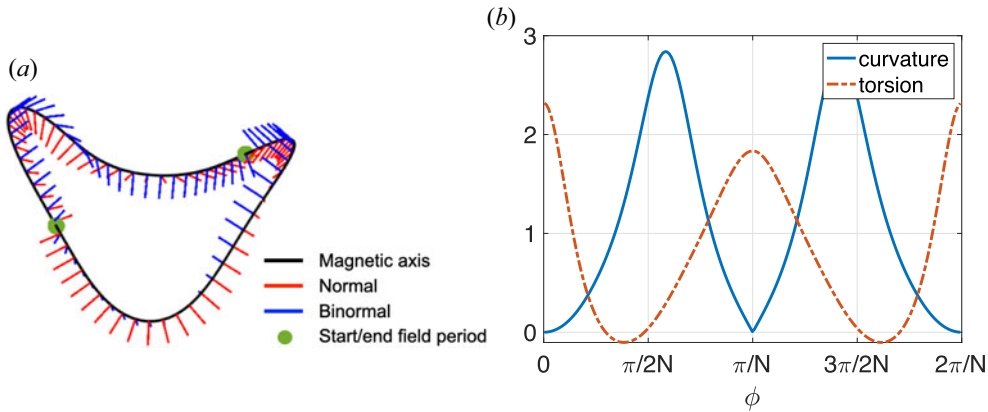 (a)
Magnetic axis
Normal
Binormal
Start/end field period
(b)
curvature
torsion
3
2
1
0
0
π/2N
π/N
3π/2N
2π/N
ϕ